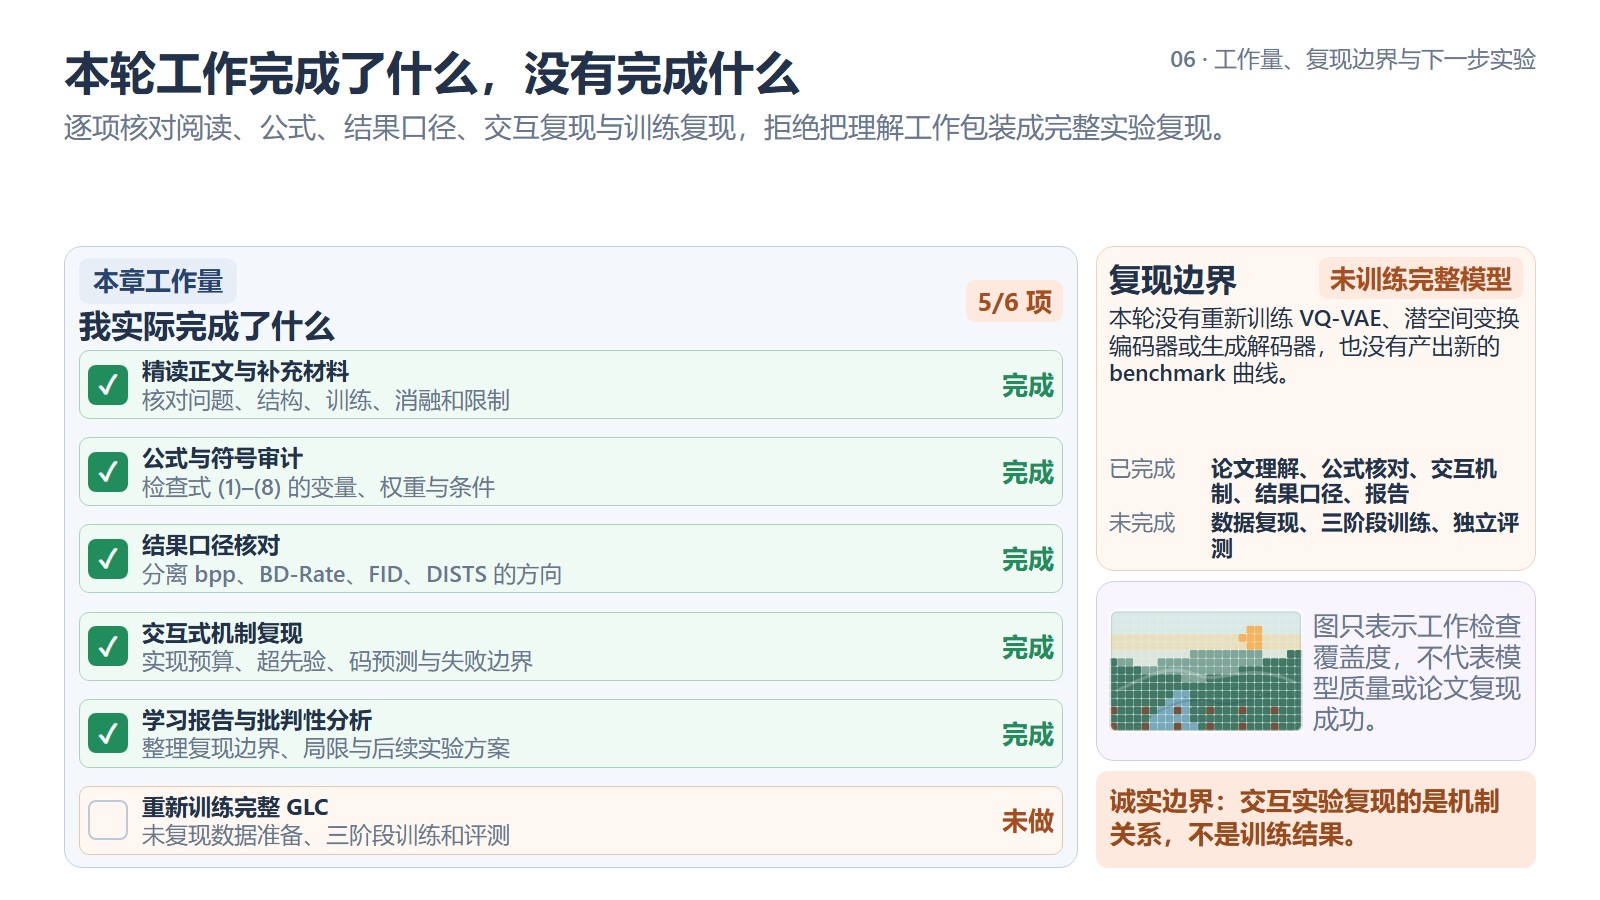 本轮工作完成了什么，没有完成什么
06 · 工作量、复现边界与下一步实验
逐项核对阅读、公式、结果口径、交互复现与训练复现，拒绝把理解工作包装成完整实验复现。
本章工作量
我实际完成了什么
5/6 项
精读正文与补充材料
核对问题、结构、训练、消融和限制
完成
公式与符号审计
检查式 (1)–(8) 的变量、权重与条件
完成
结果口径核对
分离 bpp、BD-Rate、FID、DISTS 的方向
完成
交互式机制复现
实现预算、超先验、码预测与失败边界
完成
学习报告与批判性分析
整理复现边界、局限与后续实验方案
完成
重新训练完整 GLC
未复现数据准备、三阶段训练和评测
未做
复现边界
未训练完整模型
本轮没有重新训练 VQ-VAE、潜空间变换
编码器或生成解码器，也没有产出新的
benchmark 曲线。
已完成
论文理解、公式核对、交互机
制、结果口径、报告
未完成
数据复现、三阶段训练、独立评
测
图只表示工作检查
覆盖度，不代表模
型质量或论文复现
成功。
诚实边界：交互实验复现的是机制
关系，不是训练结果。